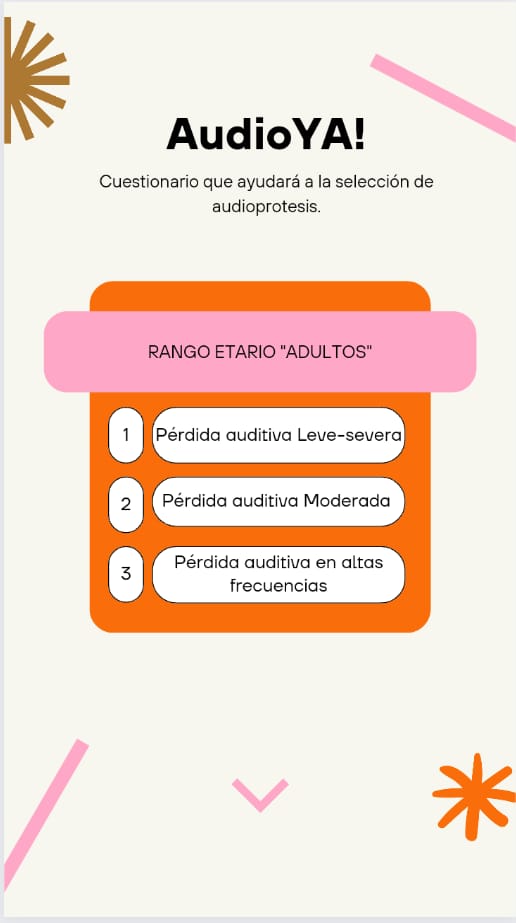 AudioYA!
Cuestionario que ayudará a la selección de
audioprotesis.
RANGO ETARIO "ADULTOS"
1 Pérdida auditiva Leve-severa
2 Pérdida auditiva Moderada
3 Pérdida auditiva en altas
frecuencias